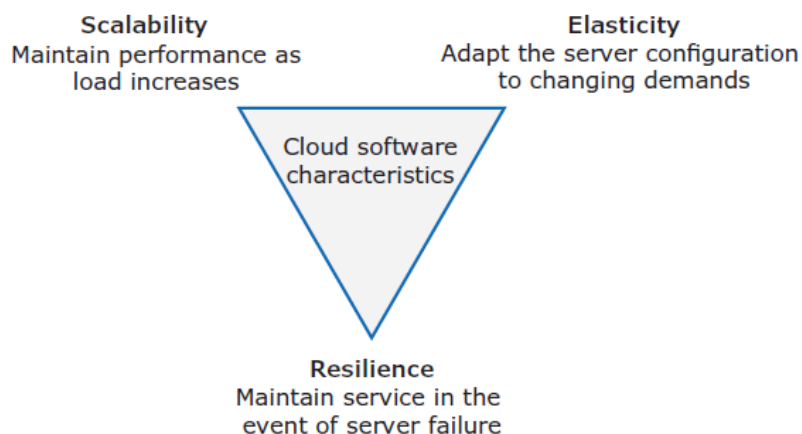 Scalability
Maintain performance as
load increases
Elasticity
Adapt the server configuration
to changing demands
Cloud software
characteristics
Resilience
Maintain service in the
event of server failure